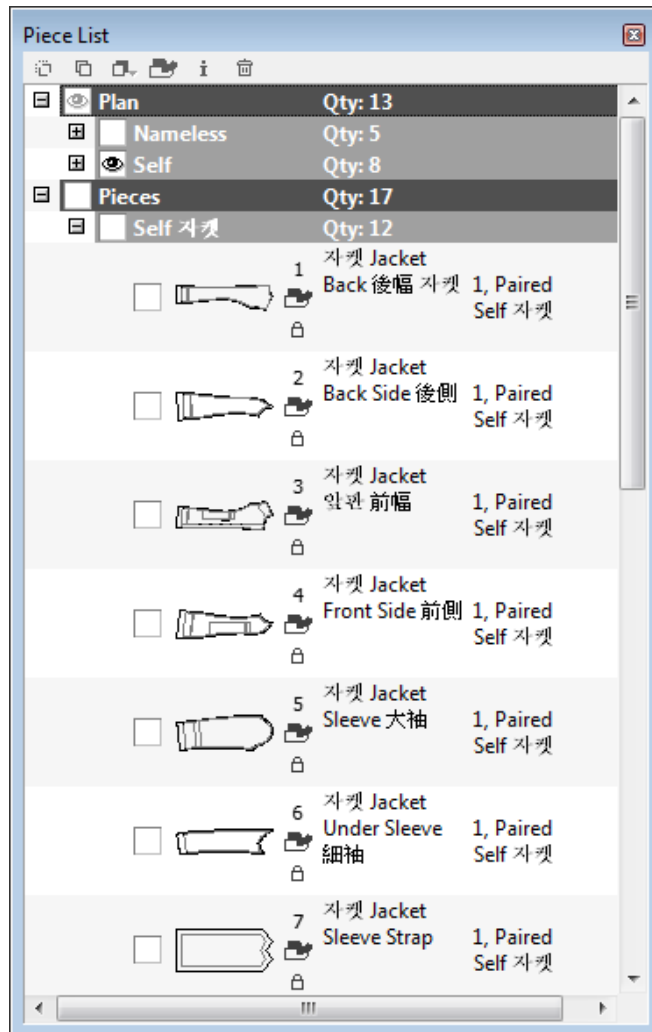 Piece List
Plan Qty: 13
Nameless Qty: 5
Self Qty: 8
Pieces Qty: 17
Self 자켓 Qty: 12
1
자켓 Jacket
Back 後幅 자켓 1, Paired
Self 자켓
2
자켓 Jacket
Back Side 後側 1, Paired
Self 자켓
3
자켓 Jacket
앞판 前幅 1, Paired
Self 자켓
4
자켓 Jacket
Front Side 前側 1, Paired
Self 자켓
5
자켓 Jacket
Sleeve 大袖 1, Paired
Self 자켓
6
자켓 Jacket
Under Sleeve 1, Paired
細袖 Self 자켓
7
자켓 Jacket
Sleeve Strap 1, Paired
Self 자켓